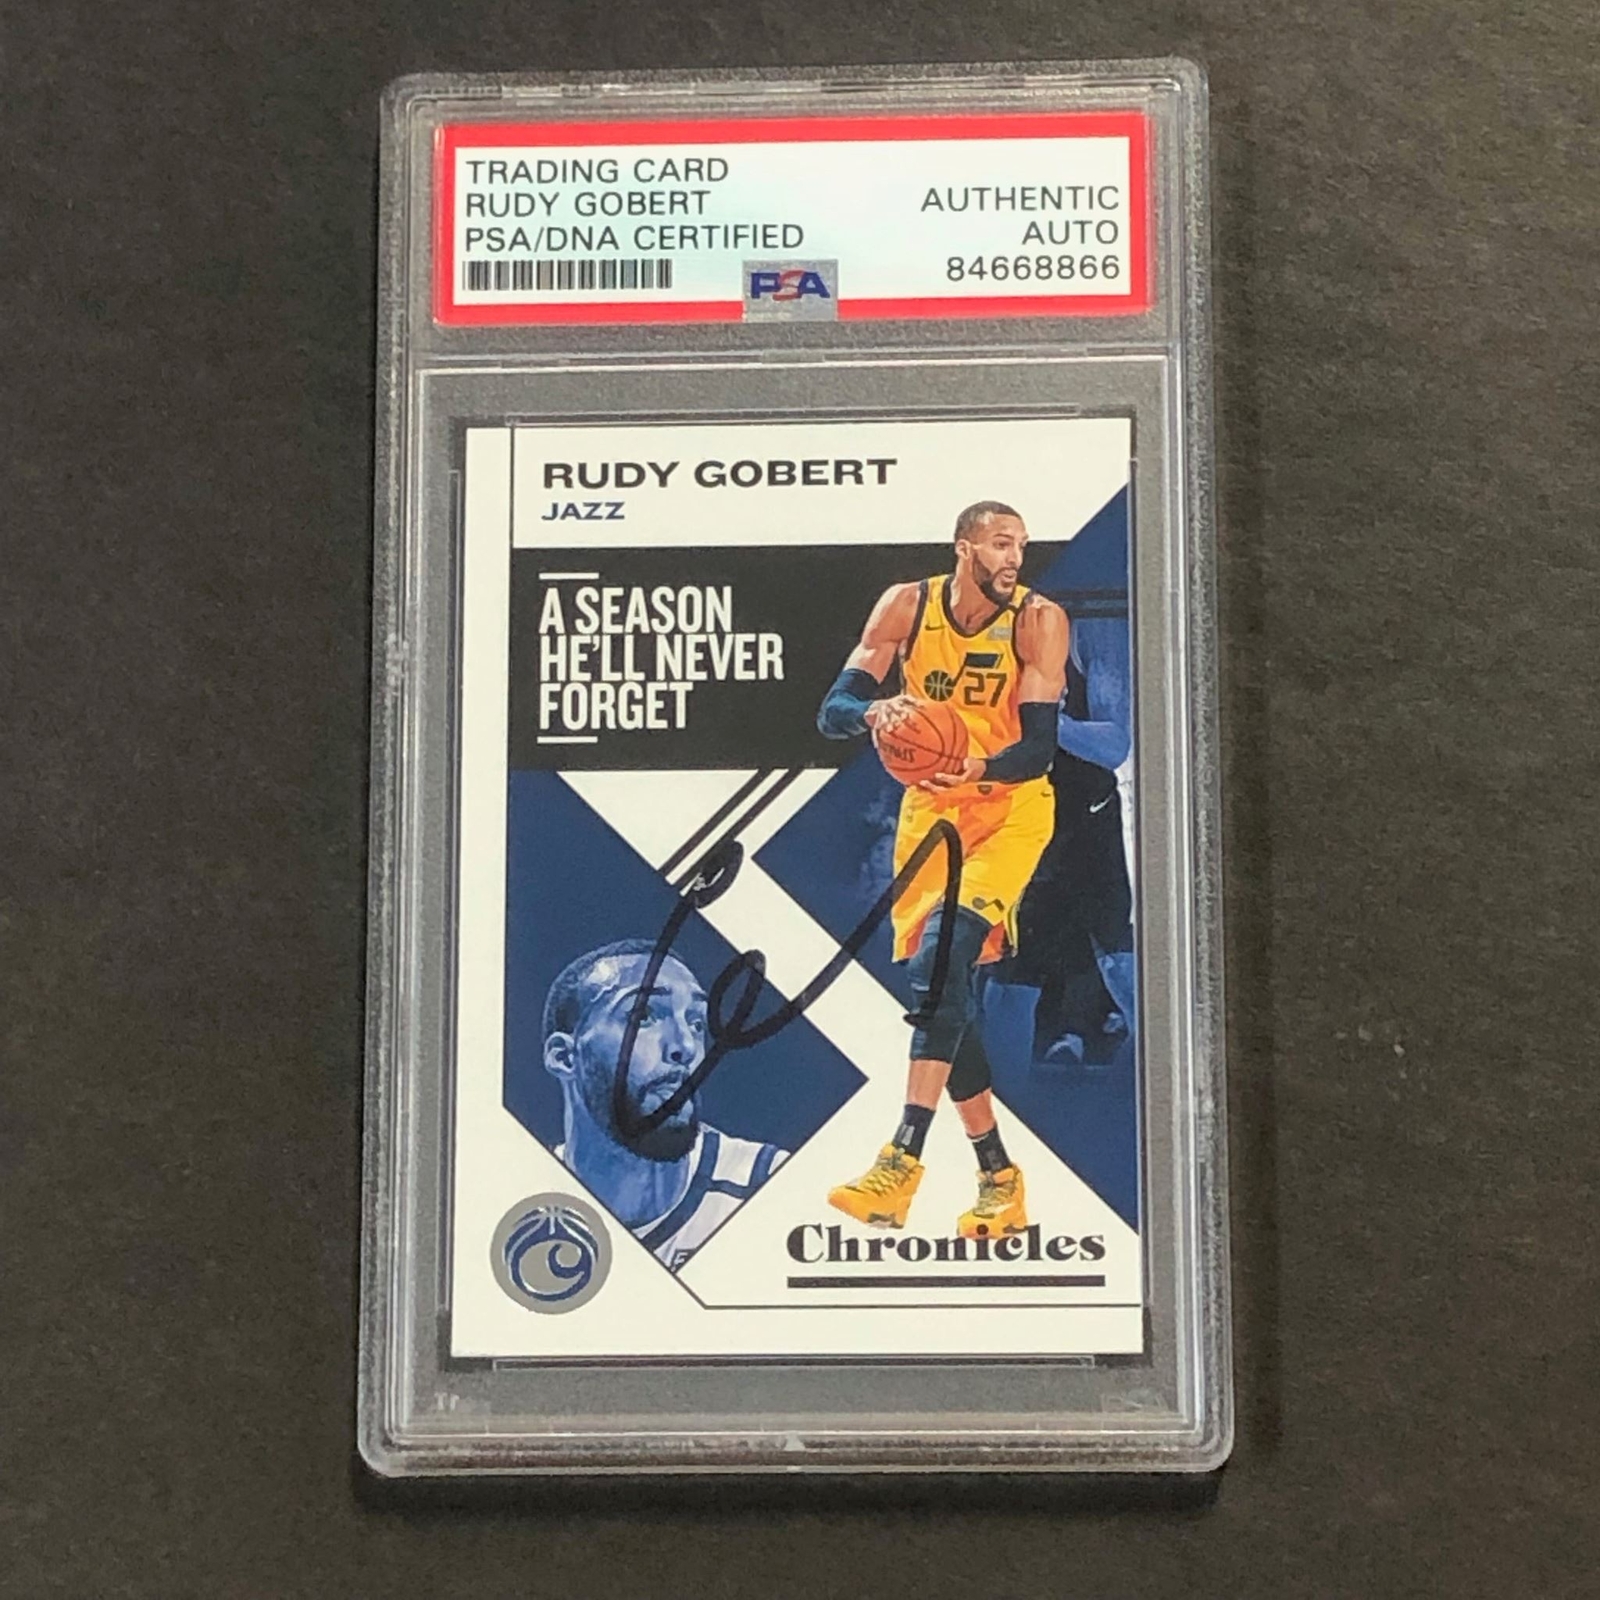 TRADING CARD
RUDY GOBERT
PSA/DNA CERTIFIED
AUTHENTIC
AUTO
84668866
PSA
RUDY GOBERT
JAZZ
A SEASON
HE'LL NEVER
FORGET
27
Chronicles